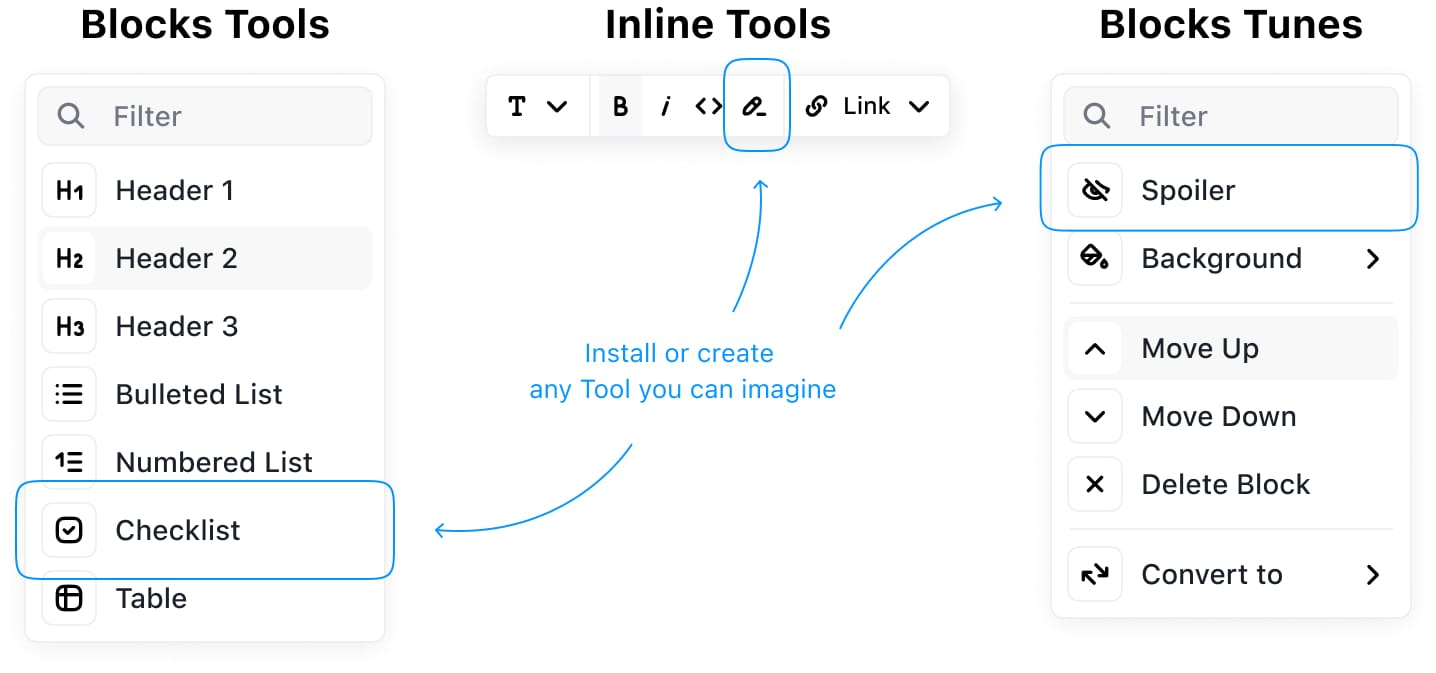 Blocks Tools
Filter
H1 Header 1
H2 Header 2
H3 Header 3
Bulleted List
Numbered List
Checklist
Table
Inline Tools
T B i <> Link
Install or create
any Tool you can imagine
Blocks Tunes
Filter
Spoiler
Background
Move Up
Move Down
Delete Block
Convert to